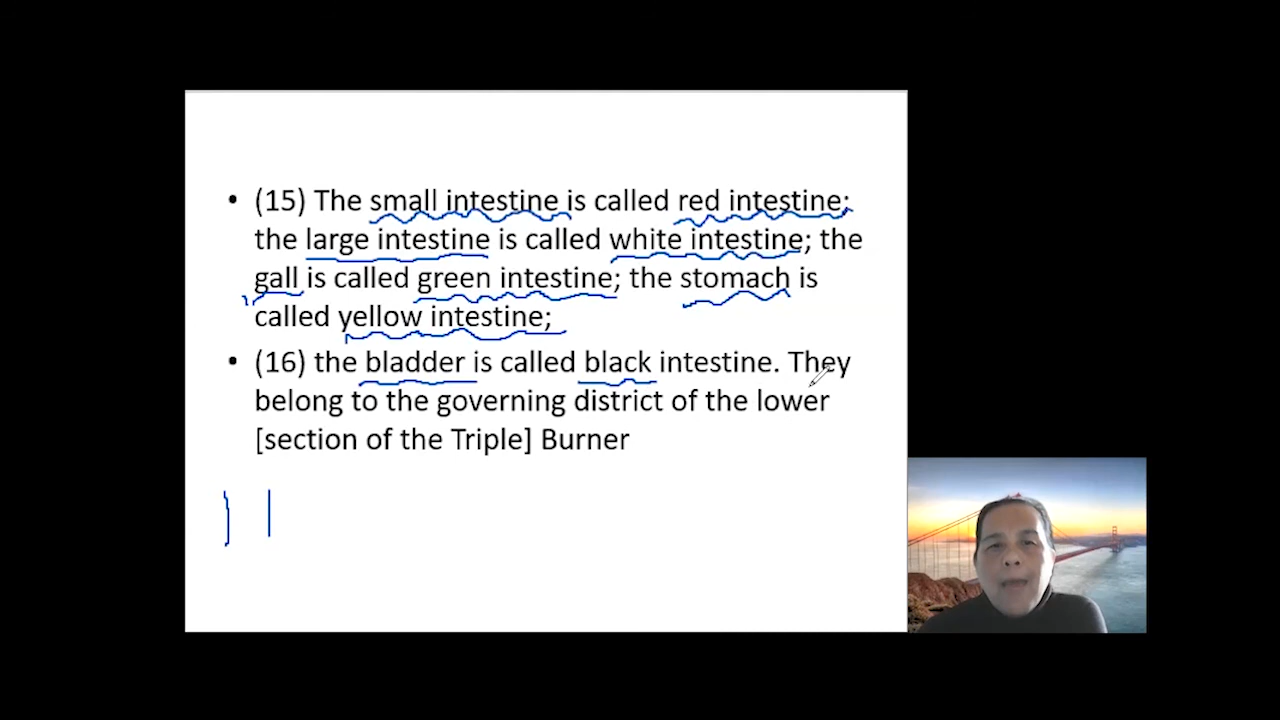 • (15) The small intestine is called red intestine;
the large intestine is called white intestine; the
gall is called green intestine; the stomach is
called yellow intestine;
• (16) the bladder is called black intestine. They
belong to the governing district of the lower
[section of the Triple] Burner